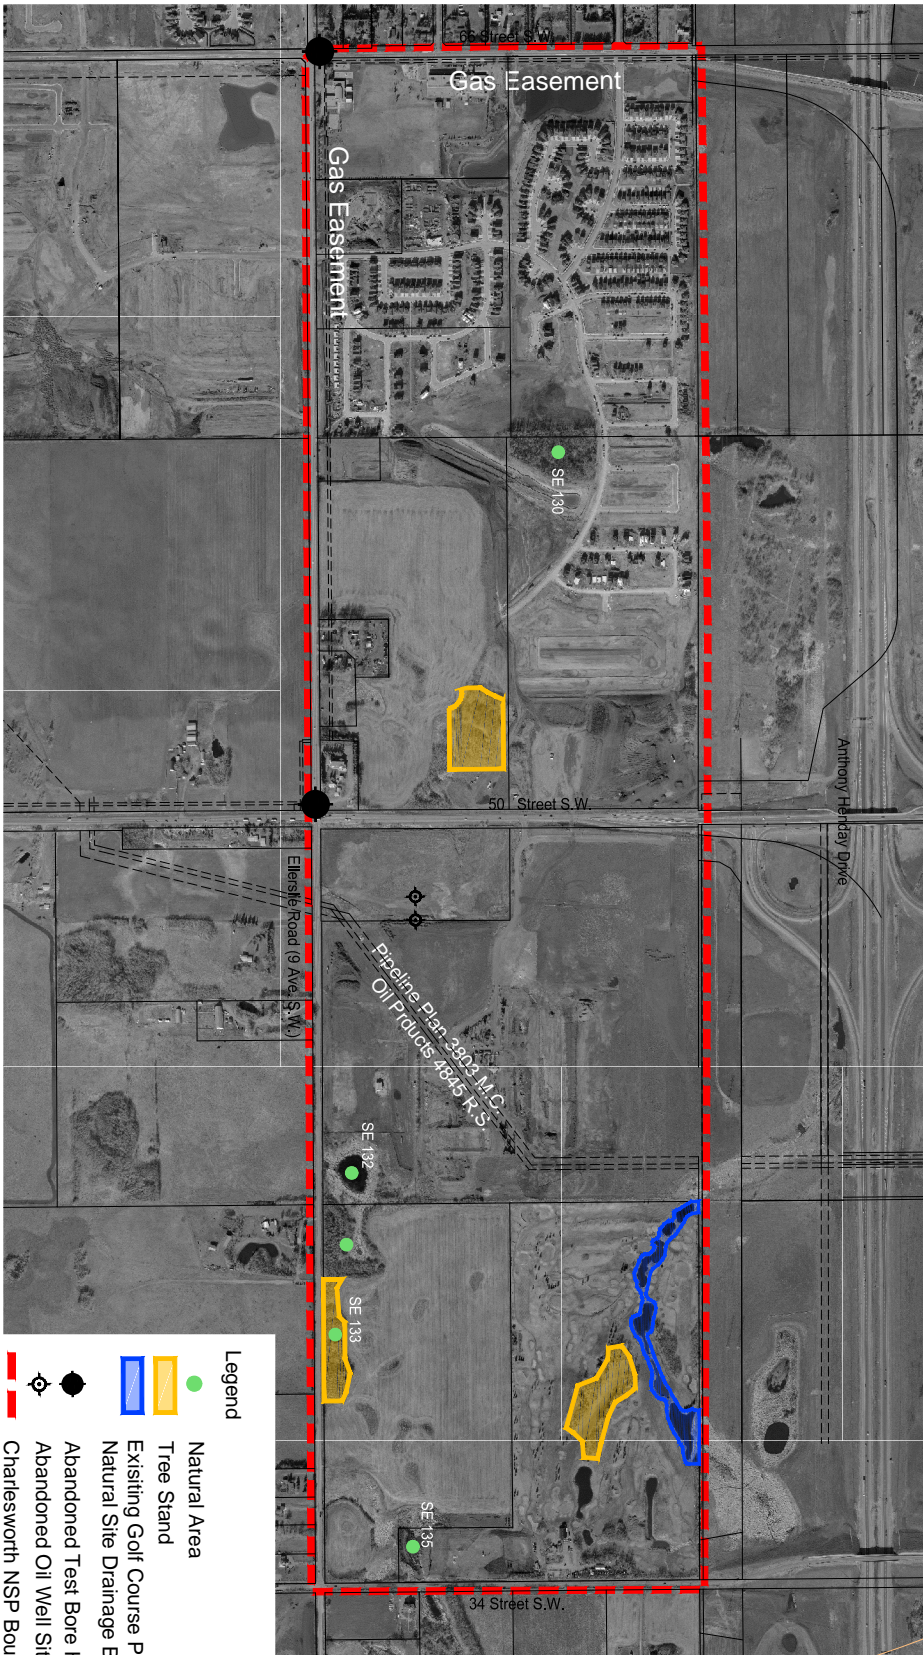 66 Street S.W.
Gas Easement
Gas Easement
SE 130
Anthony Henday Drive
50 Street S.W.
Ellerslie Road (9 Ave. S.W.)
Pipeline Plan 3803 M.C.
Oil Prducts 4845 R.S.
SE 132
SE 133
SE 135
34 Street S.W.
Legend
Natural Area
Tree Stand
Exisiting Golf Course P
Natural Site Drainage
Abandoned Test Bore
Abandoned Oil Well Sit
Charlesworth NSP Bou